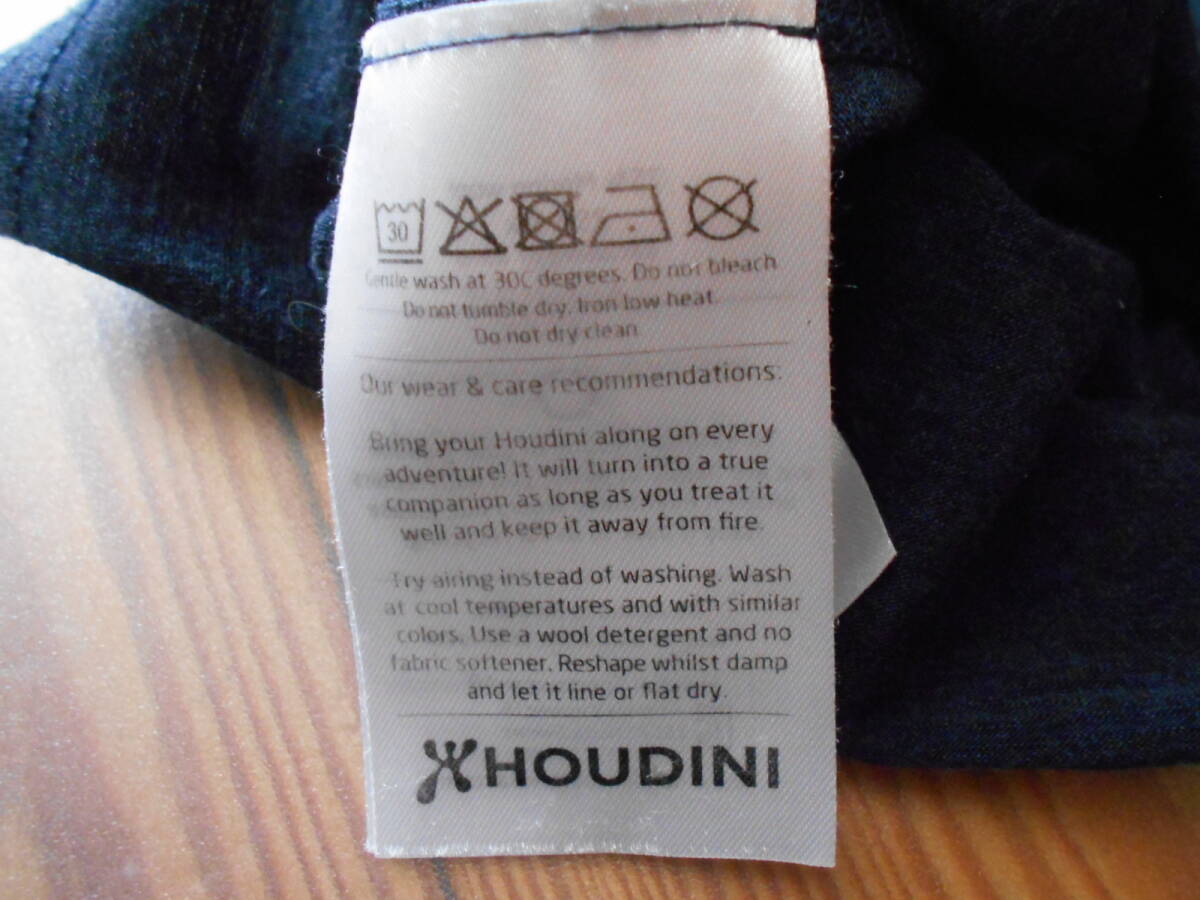 30
Gentle wash at 30C degrees. Do not bleach
Do not tumble dry. Iron low heat.
Do not dry clean
Our wear & care recommendations:
Bring your Houdini along on every
adventure! It will turn into a true
companion as long as you treat it
well and keep it away from fire.
Try airing instead of washing. Wash
at cool temperatures and with similar
colors. Use a wool detergent and no
fabric softener. Reshape whilst damp
and let it line or flat dry.
HOUDINI